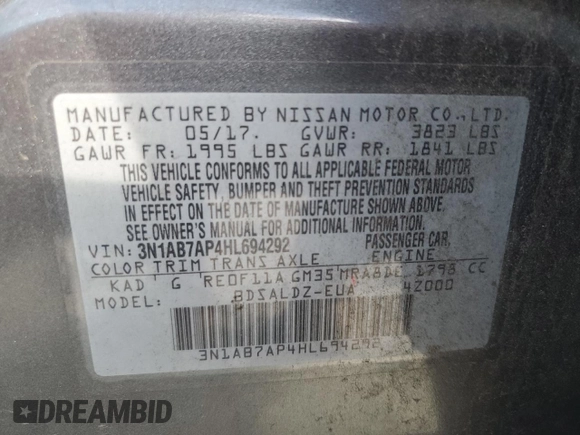 MANUFACTURED BY NISSAN MOTOR CO., LTD.
DATE: 05/17. GVWR: 3823 LBS
GAWR FR: 1995 LBS GAWR RR: 1841 LBS
THIS VEHICLE CONFORMS TO ALL APPLICABLE FEDERAL MOTOR
VEHICLE SAFETY, BUMPER AND THEFT PREVENTION STANDARDS
IN EFFECT ON THE DATE OF MANUFACTURE SHOWN ABOVE.
SEE OWNER'S MANUAL FOR ADDITIONAL INFORMATION.
VIN: 3N1AB7AP4HL694292 PASSENGER CAR
COLOR TRIM TRANS AXLE ENGINE
KAD G RE0F11A GM35 MRA8DE 1798 CC
MODEL: BDSALDZ-EUA 4Z000
3N1AB7AP4HL694292
DREAMBID